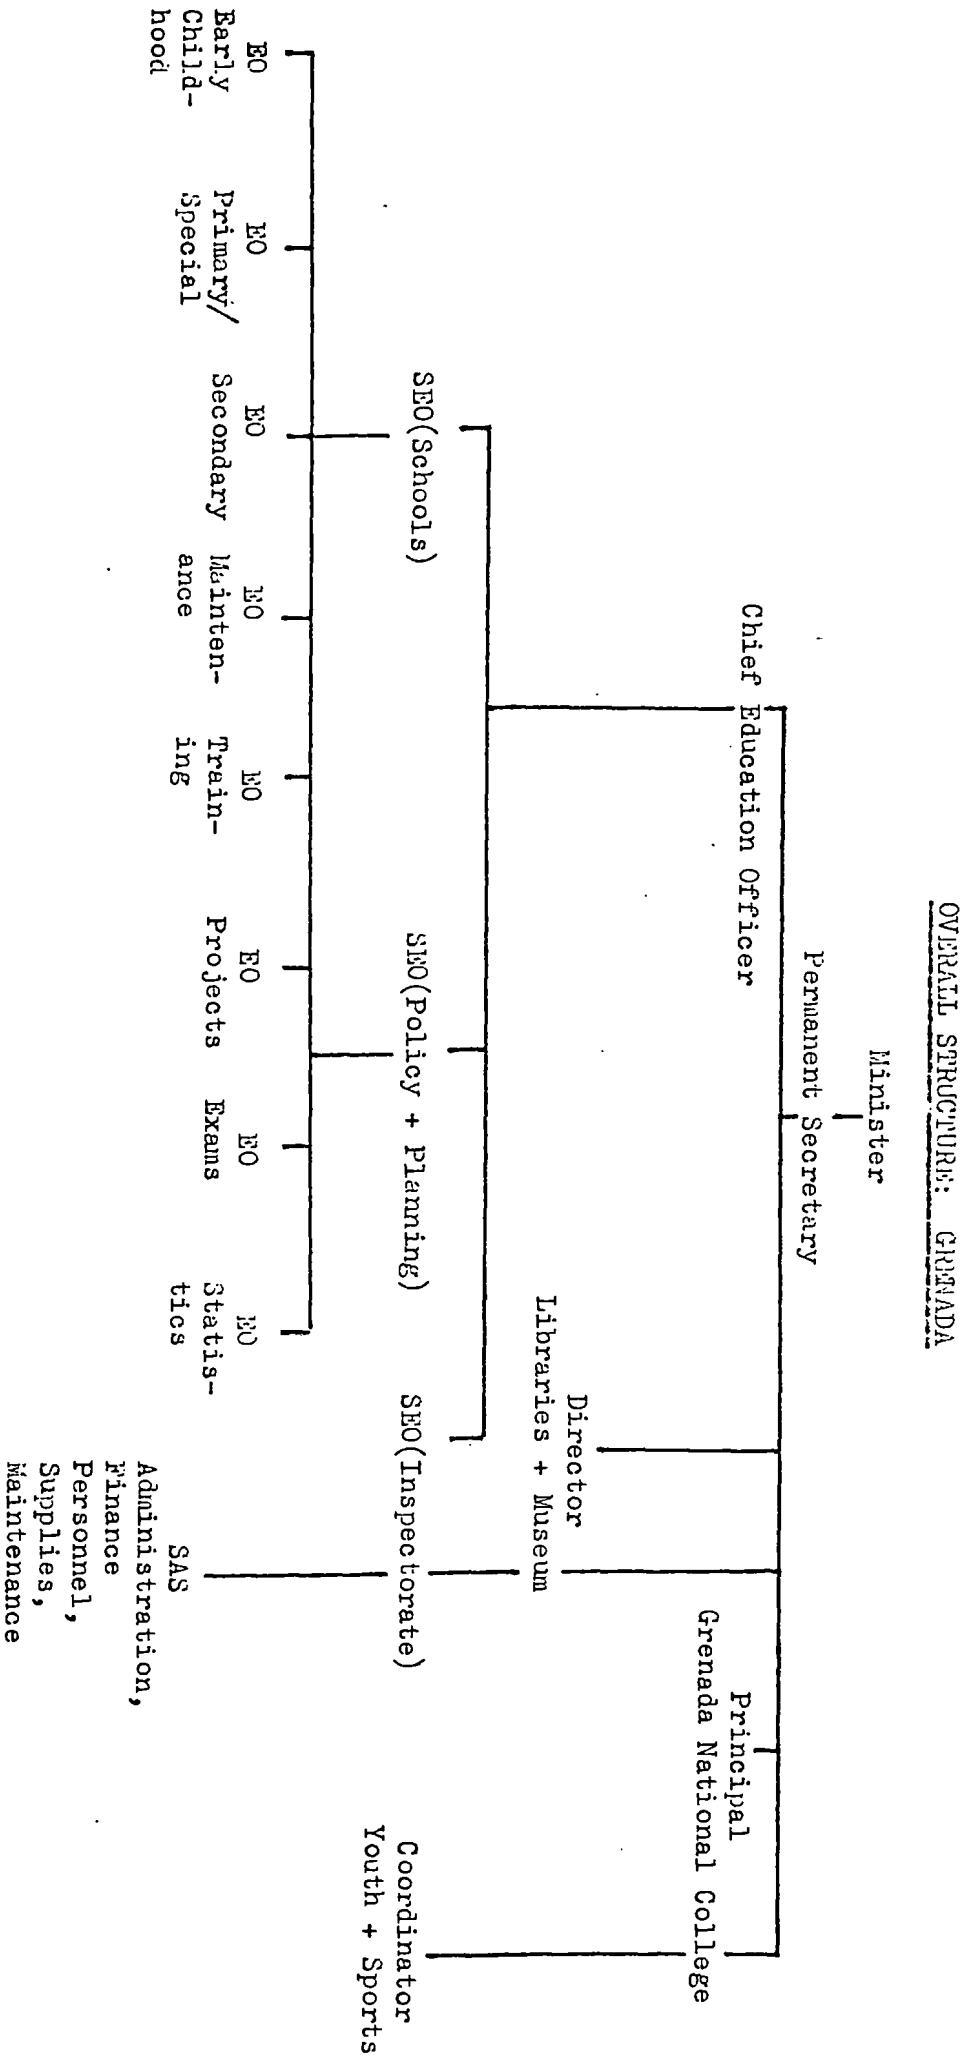 OVERALL STRUCTURE: GRENADA
Minister
Permanent Secretary
Chief Education Officer
Principal
Grenada National College
Director
Libraries + Museum
Coordinator
Youth + Sports
SEO(Schools)
SEO(Policy + Planning)
SEO(Inspectorate)
EO
Early
Child-
hood
EO
Primary/
Special
EO
Secondary
EO
Mainten-
ance
EO
Train-
ing
EO
Projects
EO
Exams
EO
Statis-
tics
SAS
Administration,
Finance
Personnel,
Supplies,
Maintenance